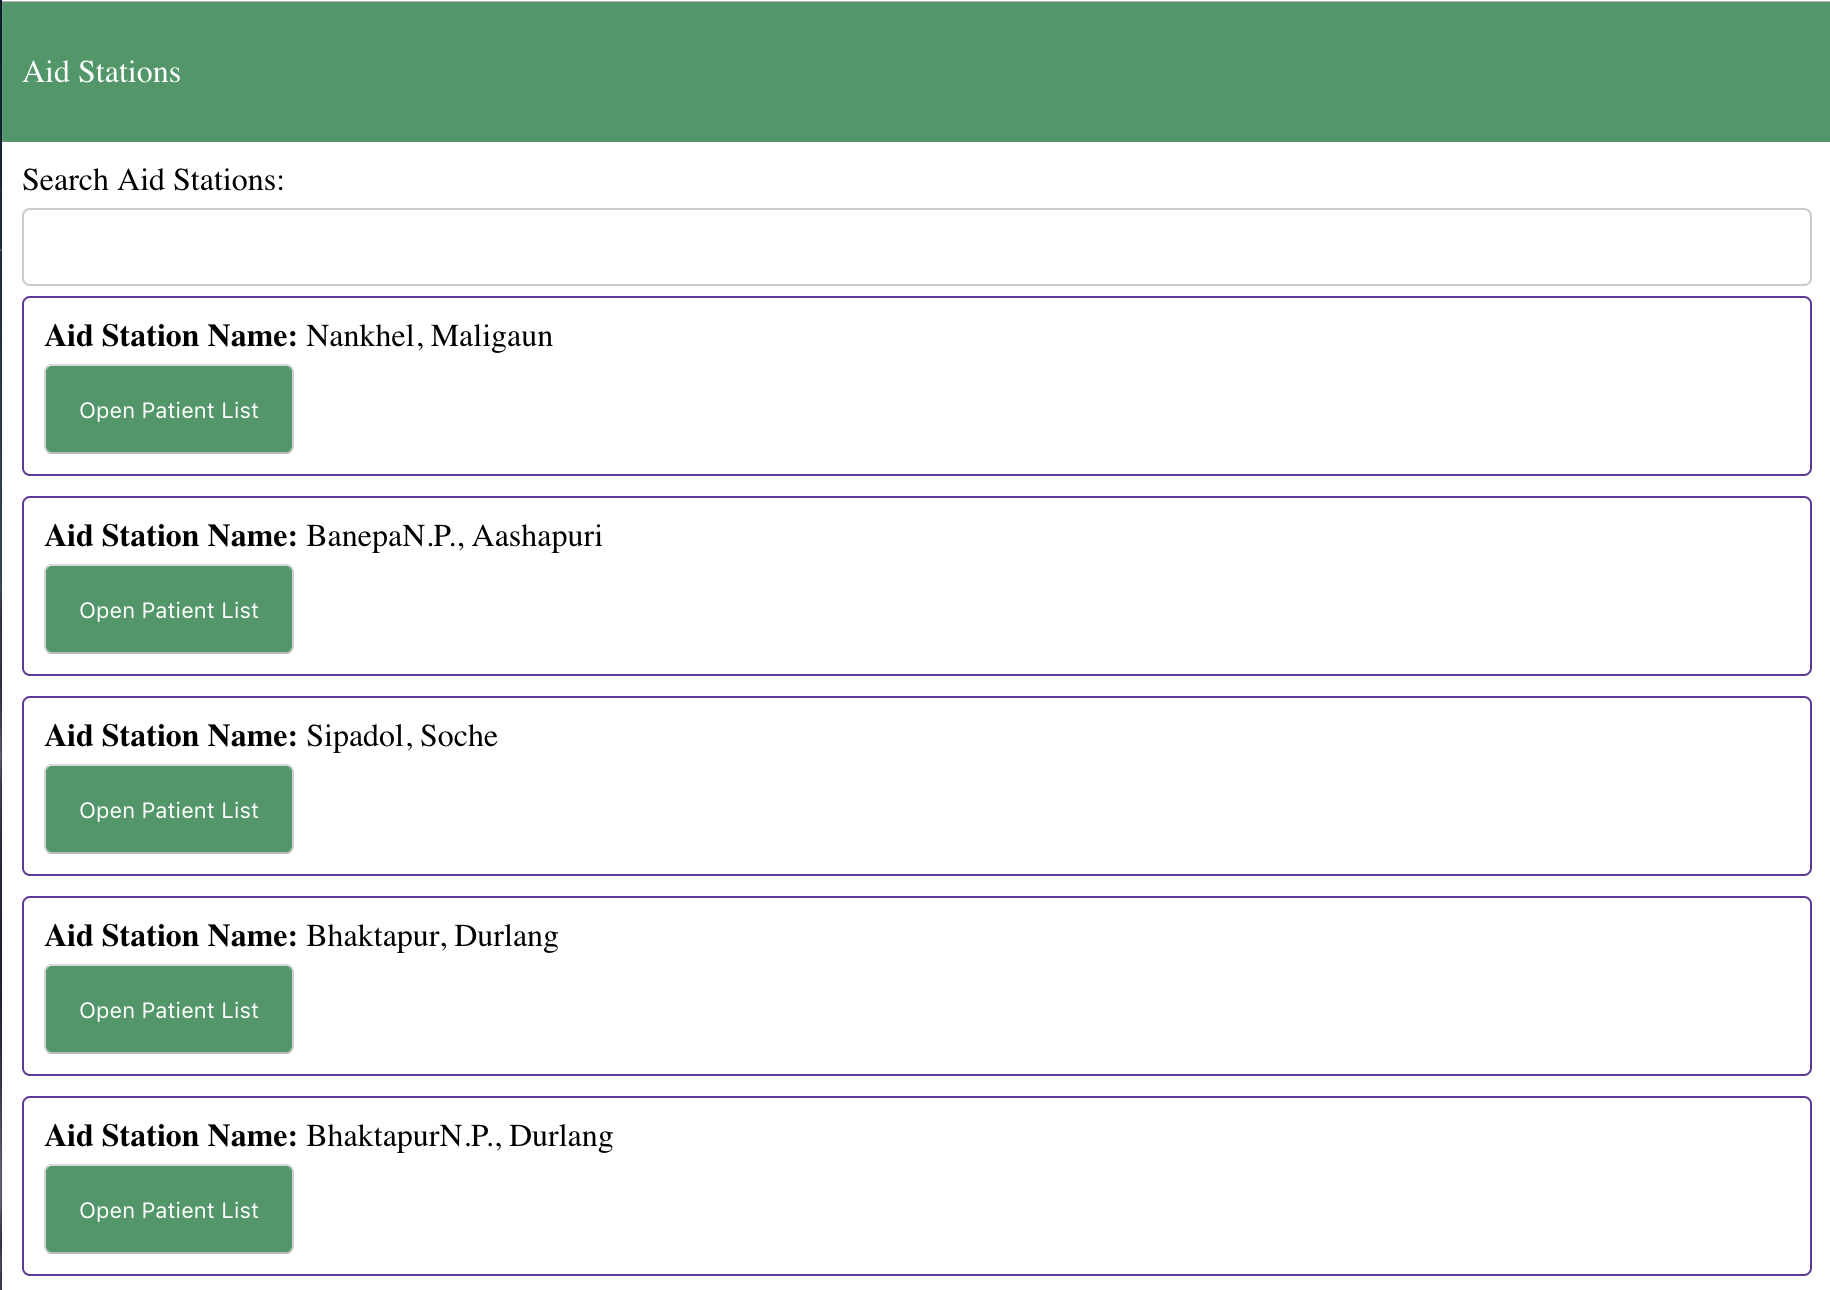 Aid Stations
Search Aid Stations:
Aid Station Name: Nankhel, Maligaun
Open Patient List
Aid Station Name: BanepaN.P., Aashapuri
Open Patient List
Aid Station Name: Sipadol, Soche
Open Patient List
Aid Station Name: Bhaktapur, Durlang
Open Patient List
Aid Station Name: BhaktapurN.P., Durlang
Open Patient List